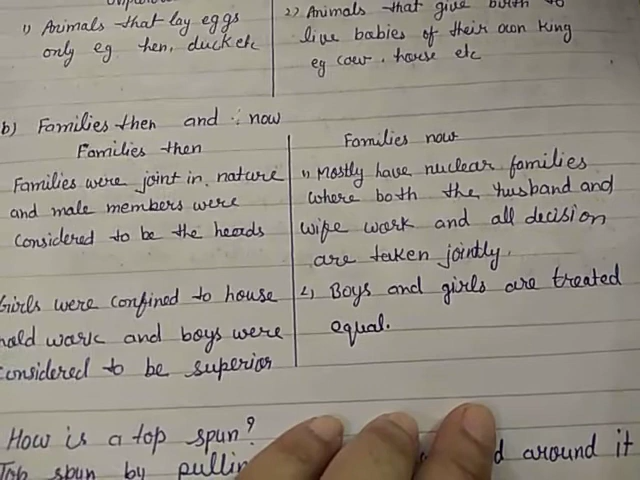 1) Animals that lay eggs
only eg hen, duck etc
2) Animals that give birth to
live babies of their own king
eg cow, horse etc
b) Families then and now
Families then
Families were joint in nature
and male members were
considered to be the heads
Girls were confined to house
hold wark and boys were
considered to be superior
Families now
1) Mostly have nuclear families
where both the husband and
wife work and all decision
are taken jointly.
2) Boys and girls are treated
equal.
How is a top spun?
Top spun by pullin
around it